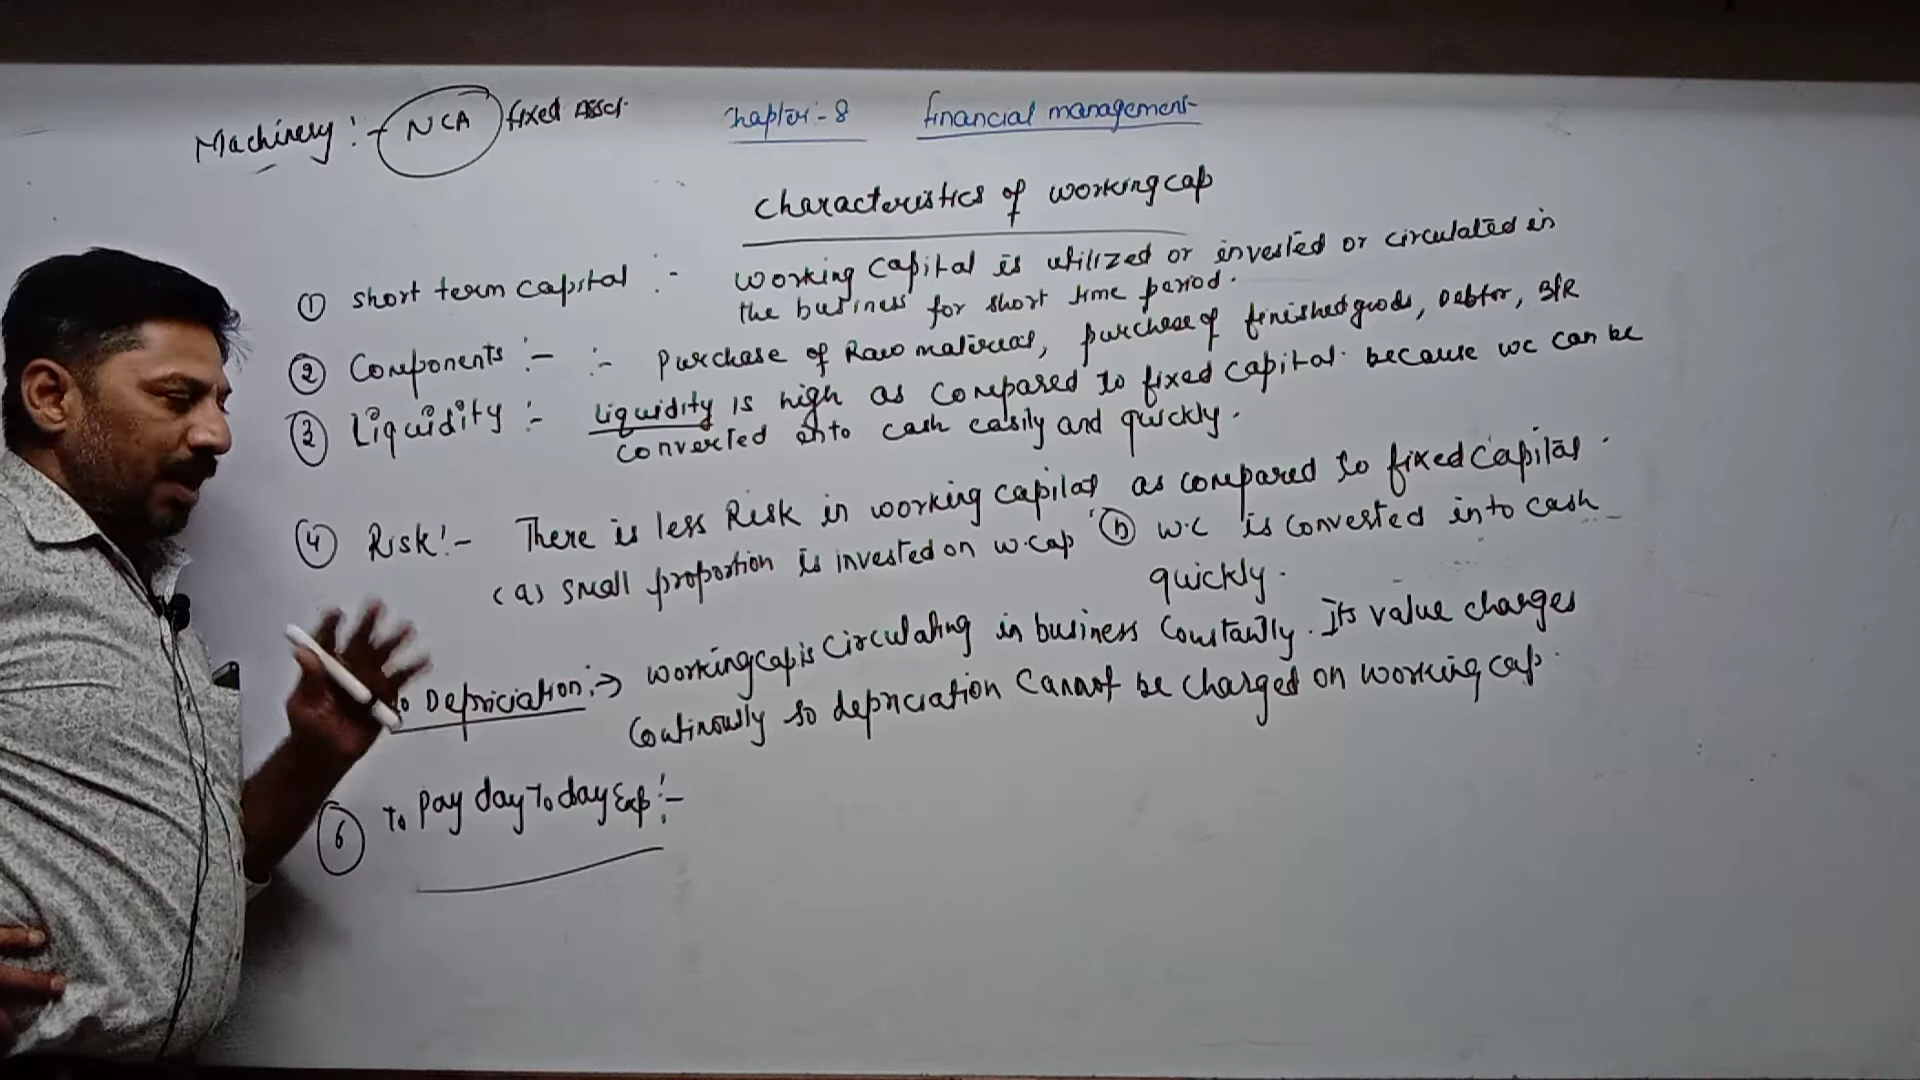 Machinery :- NCA fixed Asset
Chapter - 8 financial management
Characteristics of working cap
① short term capital :- working capital is utilized or invested or circulated in
the business for short time period.
② Components :- :- Purchase of Raw material, purchase of finished goods, Debtor, B/R
③ Liquidity :- Liquidity is high as compared to fixed capital. because we can be
converted into cash easily and quickly.
④ Risk :- There is less Risk in working capital as compared to fixed capital.
(a) small proportion is invested on w.cap (b) w.c is converted into cash
quickly.
Depriciation :→ working cap is circulating in business constantly. Its value changes
continously so depriciation cannot be charged on working cap.
⑥ To pay day To day Exp :-